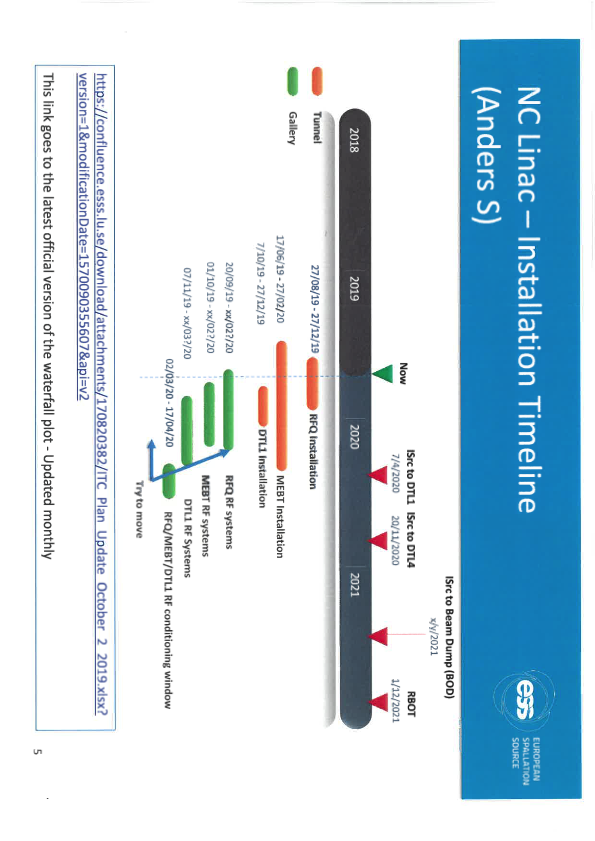 NC Linac – Installation Timeline
(Anders S)
ess
EUROPEAN
SPALLATION
SOURCE
ISrc to Beam Dump (BOD)
x/y/2021
Now
ISrc to DTL1
7/4/2020
ISrc to DTL4
20/11/2020
RBOT
1/12/2021
2018
2019
2020
2021
Tunnel
Gallery
27/08/19 - 27/12/19
RFQ Installation
17/06/19 - 27/02/20
MEBT Installation
7/10/19 - 27/12/19
DTL1 Installation
20/09/19 - xx/02?/20
RFQ RF systems
01/10/19 - xx/02?/20
MEBT RF systems
07/11/19 - xx/03?/20
DTL1 RF Systems
02/03/20 - 17/04/20
RFQ/MEBT/DTL1 RF conditioning window
Try to move
https://confluence.esss.lu.se/download/attachments/170820382/ITC_Plan_Update_October_2_2019.xlsx?
version=1&modificationDate=1570090355607&api=v2
This link goes to the latest official version of the waterfall plot - Updated monthly
5